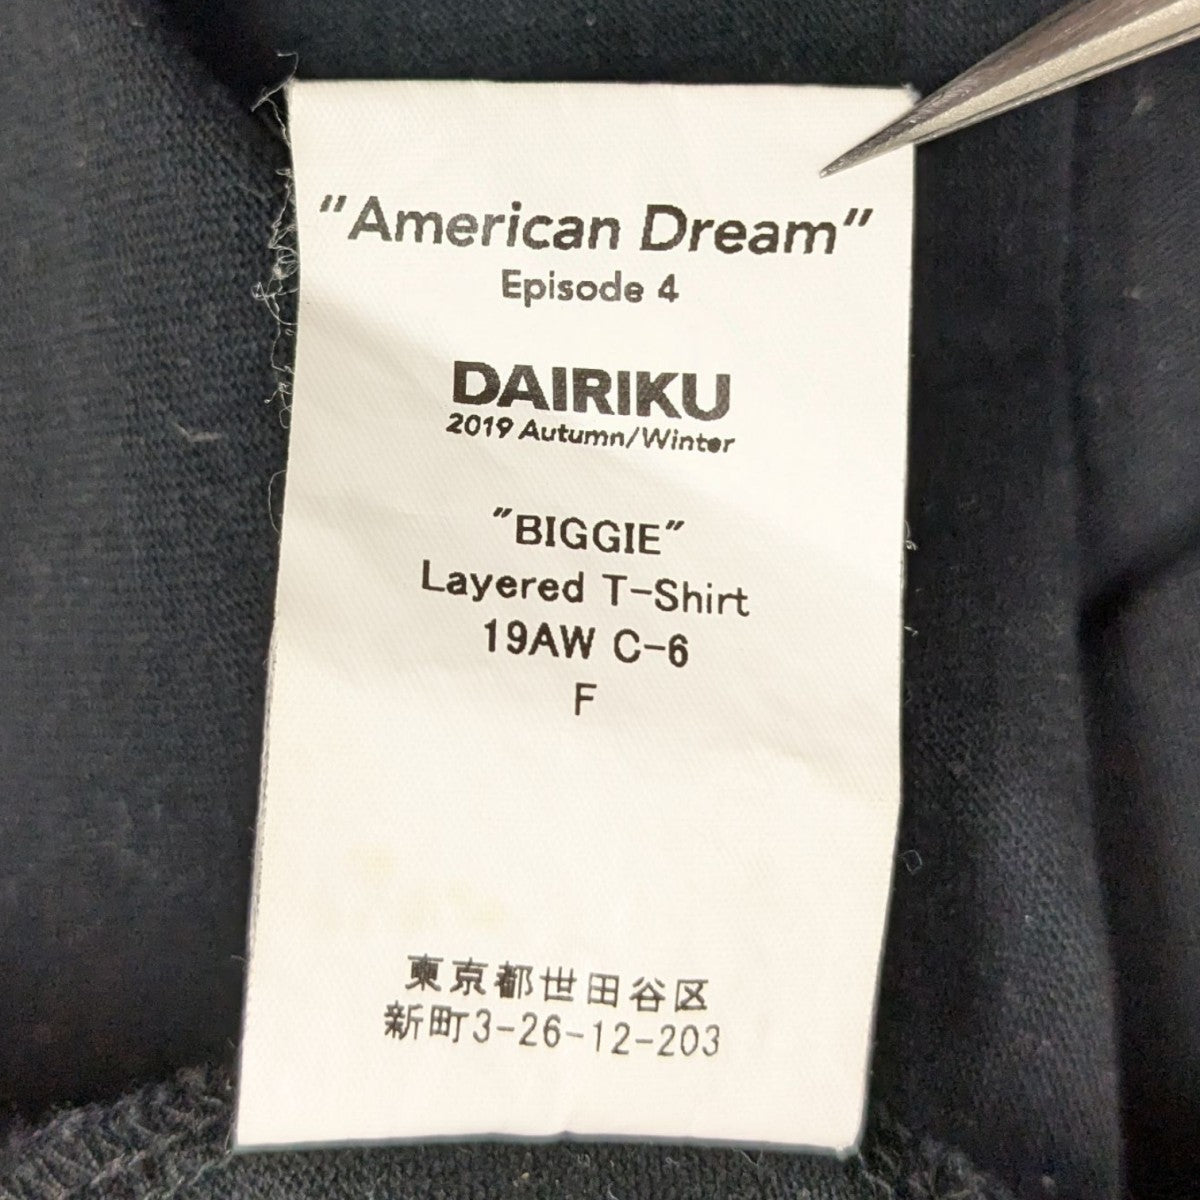 "American Dream"
Episode 4
DAIRIKU
2019 Autumn/Winter
"BIGGIE"
Layered T-Shirt
19AW C-6
F
東京都世田谷区
新町3-26-12-203